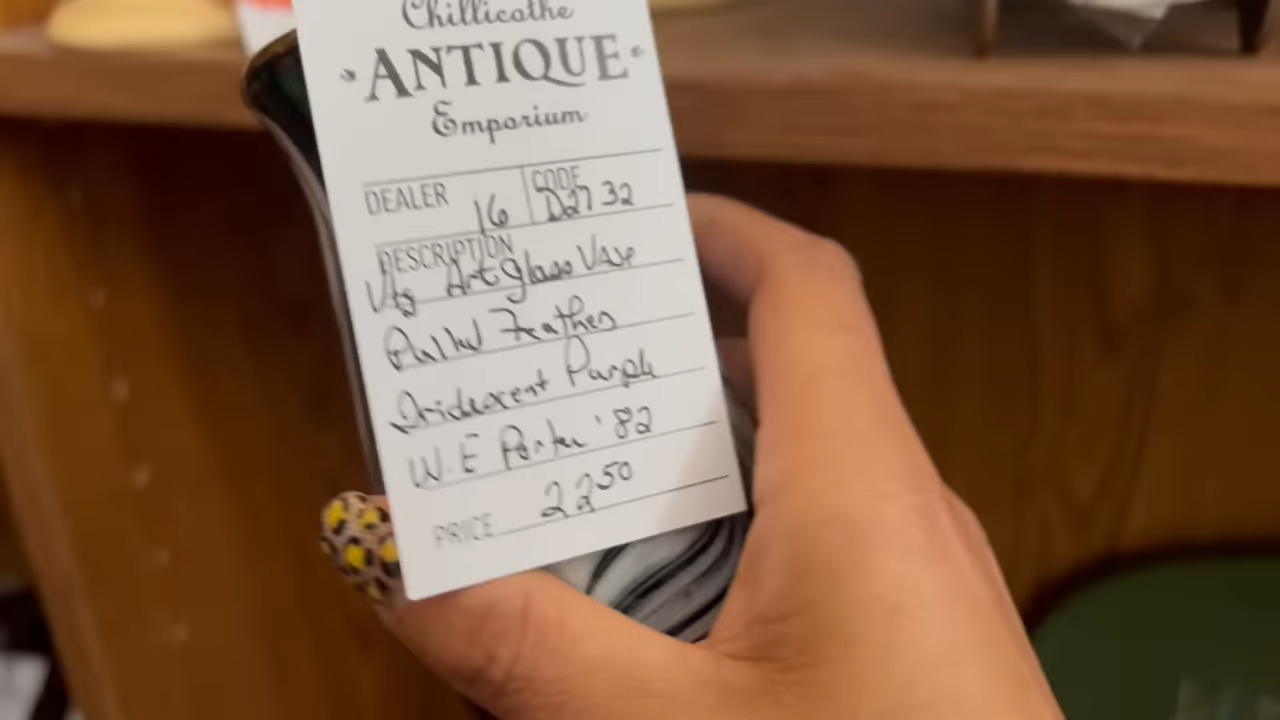 Chillicothe
ANTIQUE
Emporium
DEALER 16 CODE D27 32
DESCRIPTION
Vtg Art glass Vase
Pulled Feather
Iridescent Purple
W.E Porter '82
PRICE 22 50